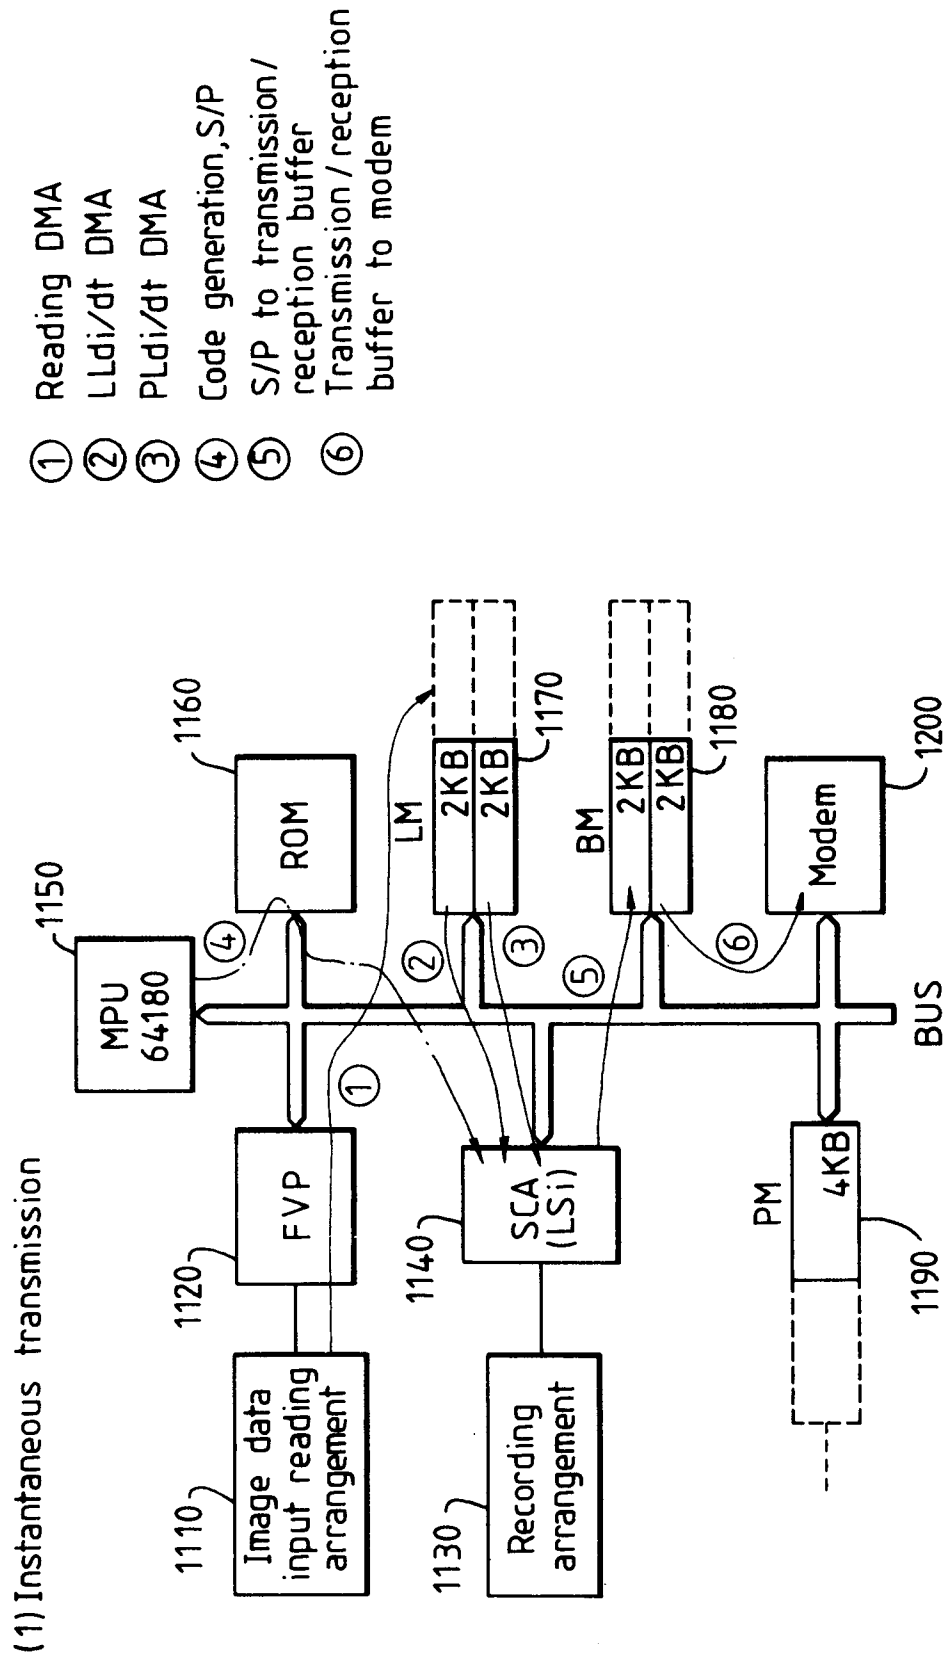 (1) Instantaneous transmission
1 Reading DMA
2 LLdi/dt DMA
3 PLdi/dt DMA
4 Code generation, S/P
5 S/P to transmission/
reception buffer
6 Transmission/reception
buffer to modem
1150
MPU
64180
1160
ROM
4
1120
FVP
1110
Image data
input reading
arrangement
1
LM
2KB
2KB
1170
2
3
1140
SCA
(LSi)
1130
Recording
arrangement
5
BM
2KB
2KB
1180
6
PM
4KB
1190
Modem
1200
BUS